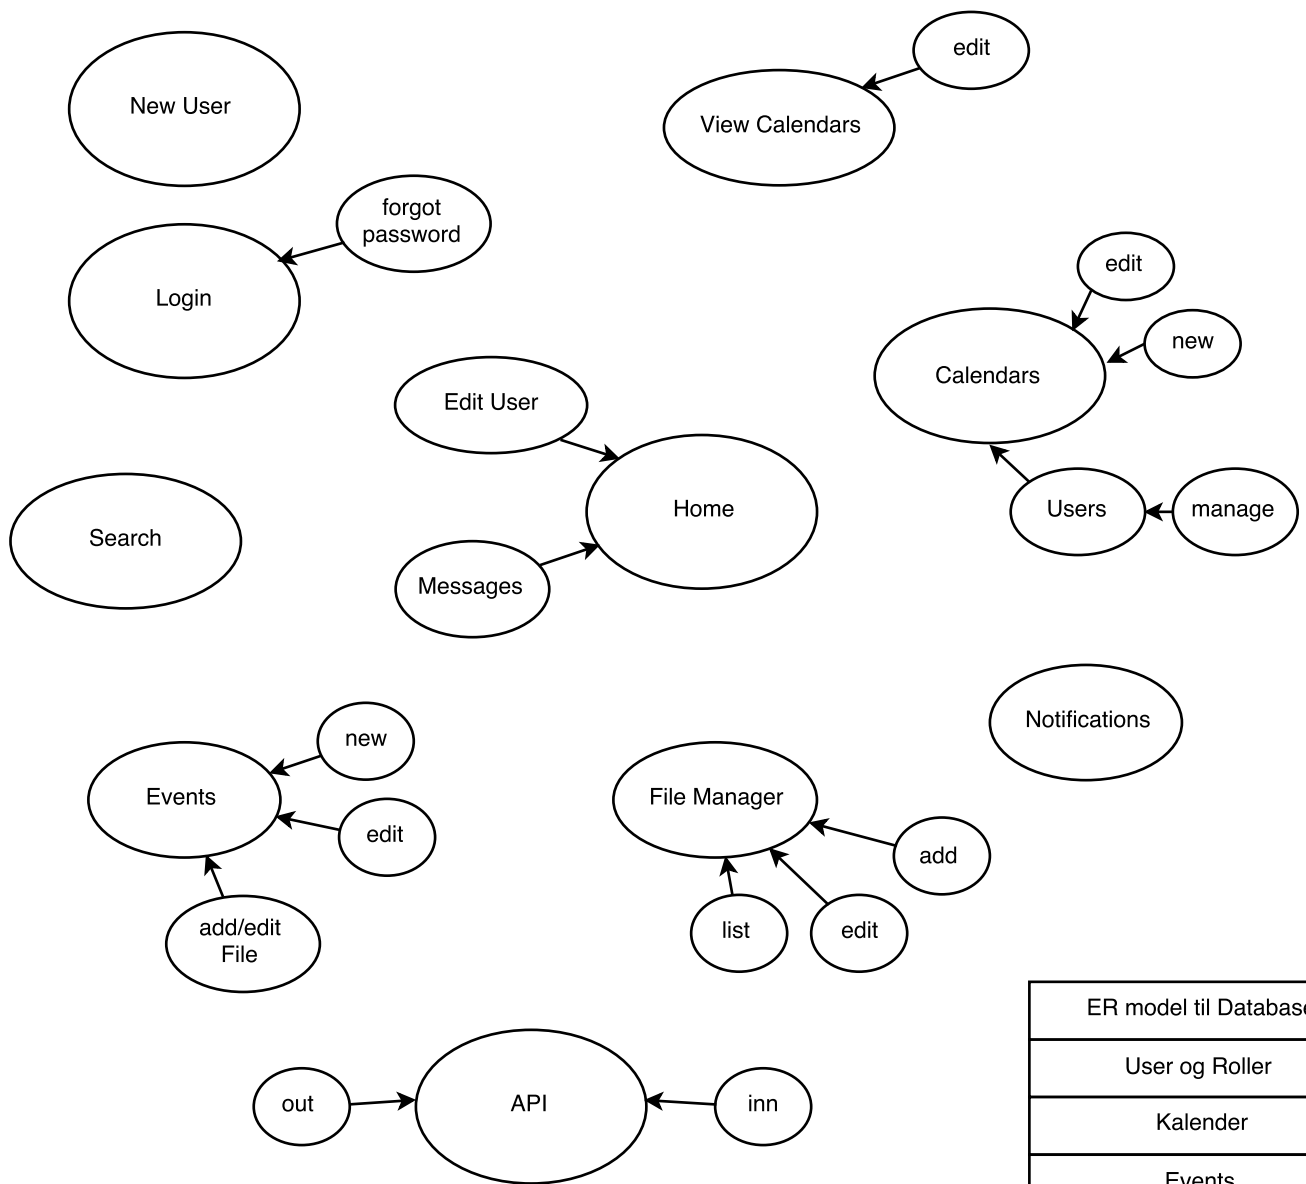 edit
New User
View Calendars
forgot
password
Login
edit
new
Calendars
Edit User
Home
Users
manage
Search
Messages
Notifications
new
Events
edit
File Manager
add
add/edit
File
list
edit
ER model til Database
User og Roller
Kalender
Events
out
API
inn